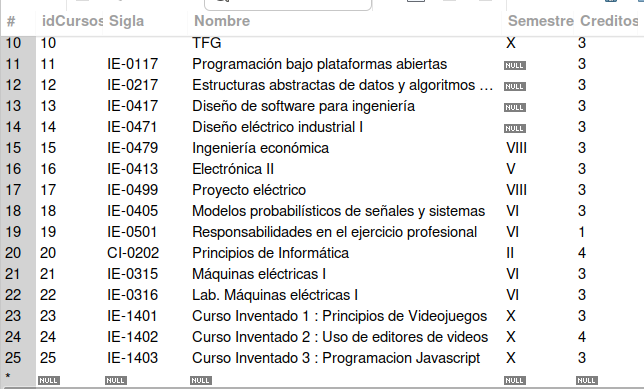 # idCursos Sigla Nombre Semestre Creditos
10 10 TFG X 3
11 11 IE-0117 Programación bajo plataformas abiertas NULL 3
12 12 IE-0217 Estructuras abstractas de datos y algoritmos ... NULL 3
13 13 IE-0417 Diseño de software para ingeniería NULL 3
14 14 IE-0471 Diseño eléctrico industrial I NULL 3
15 15 IE-0479 Ingeniería económica VIII 3
16 16 IE-0413 Electrónica II V 3
17 17 IE-0499 Proyecto eléctrico VIII 3
18 18 IE-0405 Modelos probabilísticos de señales y sistemas VI 3
19 19 IE-0501 Responsabilidades en el ejercicio profesional VI 1
20 20 CI-0202 Principios de Informática II 4
21 21 IE-0315 Máquinas eléctricas I VI 3
22 22 IE-0316 Lab. Máquinas eléctricas I VI 3
23 23 IE-1401 Curso Inventado 1 : Principios de Videojuegos X 3
24 24 IE-1402 Curso Inventado 2 : Uso de editores de videos X 4
25 25 IE-1403 Curso Inventado 3 : Programacion Javascript X 3
* NULL NULL NULL NULL NULL